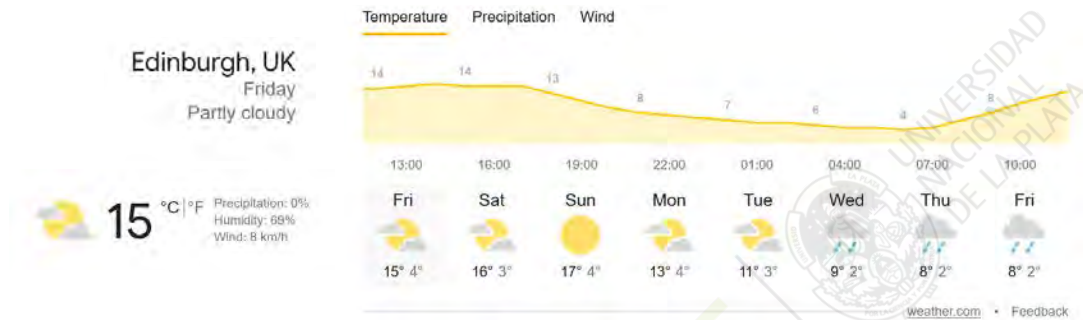 Edinburgh, UK
Friday
Partly cloudy
15 °C|°F
Precipitation: 0%
Humidity: 69%
Wind: 8 km/h
Temperature Precipitation Wind
14 14 13 8 7 6 4 8
13:00 16:00 19:00 22:00 01:00 04:00 07:00 10:00
Fri Sat Sun Mon Tue Wed Thu Fri
15° 4° 16° 3° 17° 4° 13° 4° 11° 3° 9° 2° 8° 2° 8° 2°
weather.com • Feedback
UNIVERSIDAD
NACIONAL
DE LA PLATA